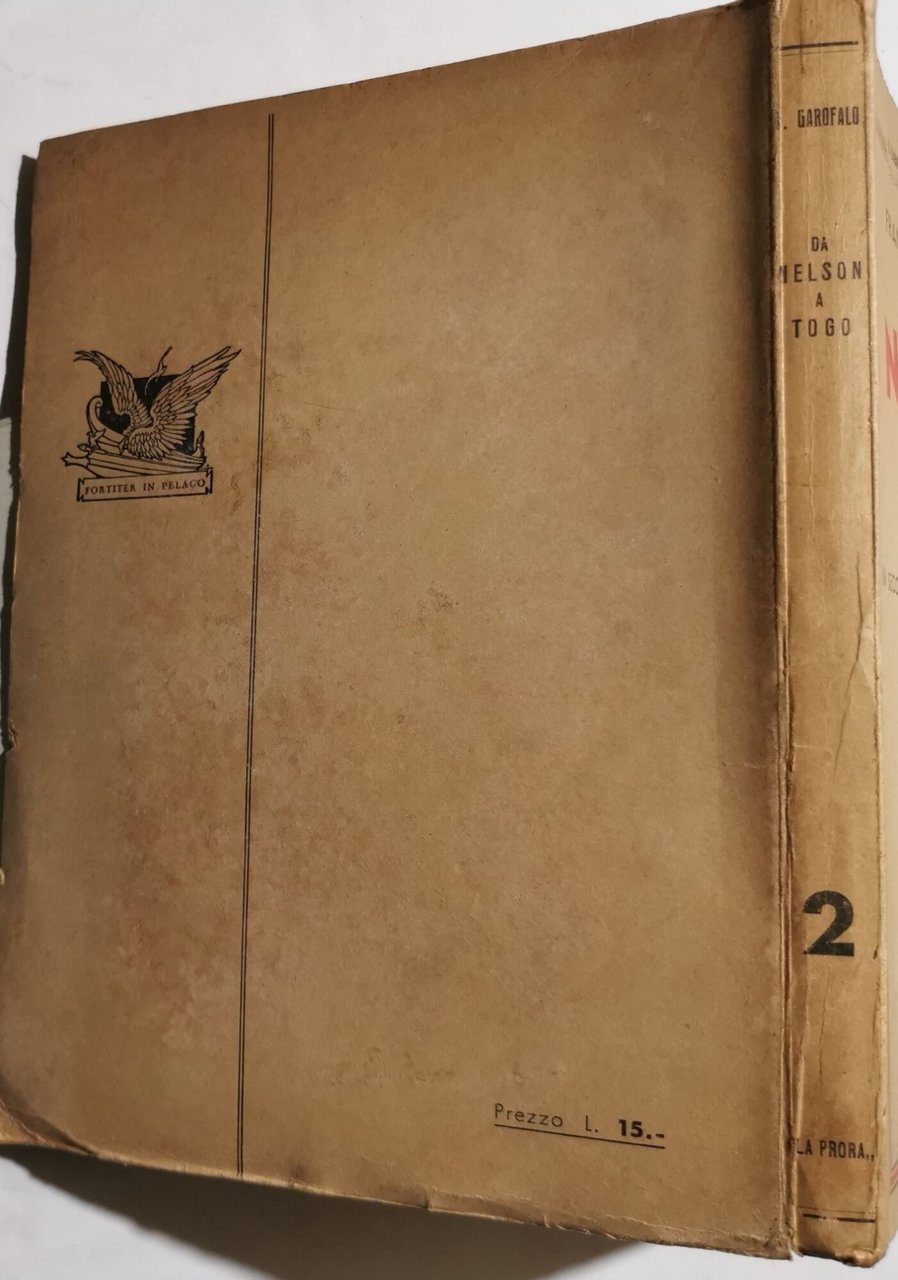 FORTITER IN PELAGO
Prezzo L. 15.-
F. GAROFALO
DA
NELSON
A
TOGO
2
"LA PRORA„